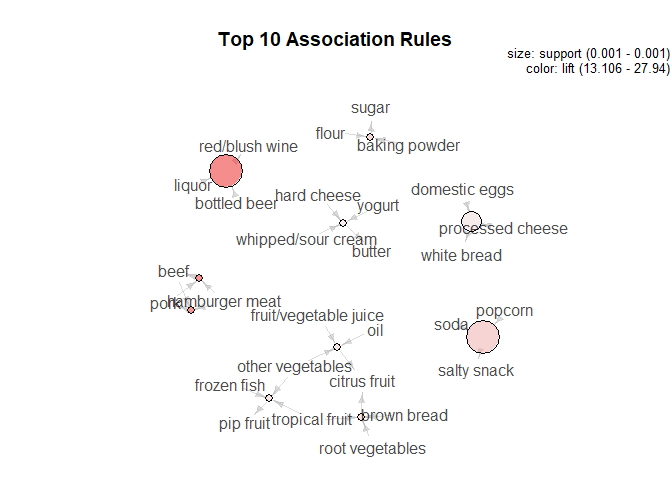 Top 10 Association Rules
size: support (0.001 - 0.001)
color: lift (13.106 - 27.94)
sugar
flour
baking powder
red/blush wine
liquor
bottled beer
hard cheese
yogurt
whipped/sour cream
butter
domestic eggs
processed cheese
white bread
beef
pork
hamburger meat
fruit/vegetable juice
oil
soda
popcorn
salty snack
other vegetables
citrus fruit
frozen fish
pip fruit
tropical fruit
brown bread
root vegetables